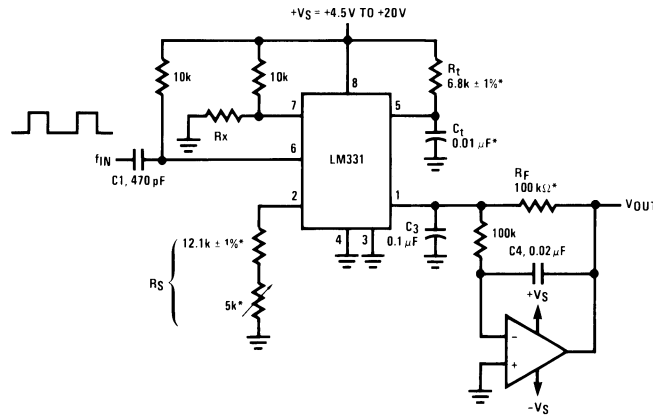 +VS = +4.5V TO +20V
10k
10k
Rt
6.8k ± 1%*
8
7
5
Rx
Ct
0.01 µF*
fIN
6
LM331
C1, 470 pF
RF
100 kΩ*
2
1
VOUT
12.1k ± 1%*
C3
0.1 µF
100k
4
3
C4, 0.02 µF
RS
5k*
+VS
−
+
−VS